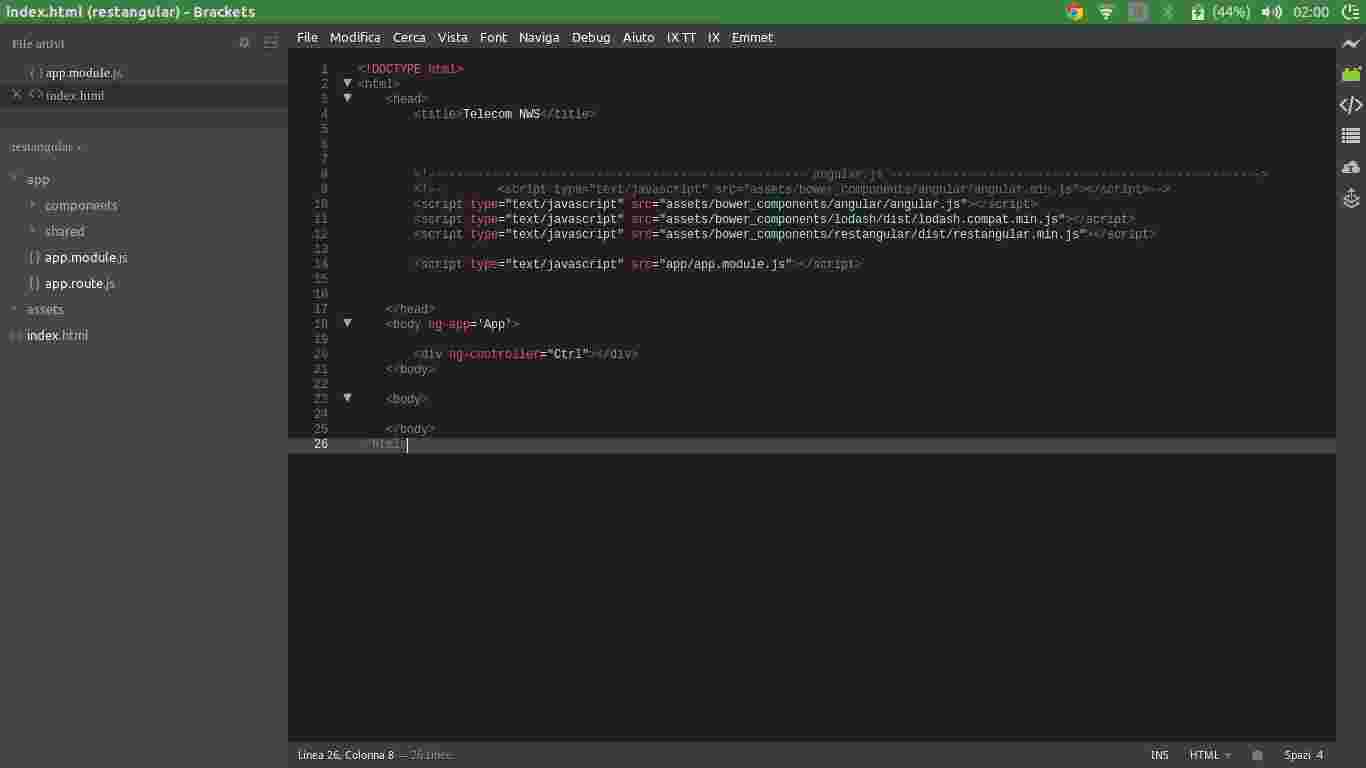 index.html (restangular) - Brackets
(44%) 02:00
File attivi
app.module.js
index.html
restangular
app
components
shared
{} app.module.js
{} app.route.js
assets
index.html
File Modifica Cerca Vista Font Naviga Debug Aiuto IX TT IX Emmet
1 <!DOCTYPE html>
2 <html>
3 <head>
4 <title>Telecom NWS</title>
5
6
7
8 angular.js
9 <!-- <script type="text/javascript" src="assets/bower_components/angular/angular.min.js"></script>-->
10 <script type="text/javascript" src="assets/bower_components/angular/angular.js"></script>
11 <script type="text/javascript" src="assets/bower_components/lodash/dist/lodash.compat.min.js"></script>
12 <script type="text/javascript" src="assets/bower_components/restangular/dist/restangular.min.js"></script>
13
14 <script type="text/javascript" src="app/app.module.js"></script>
15
16
17 </head>
18 <body ng-app='App'>
19
20 <div ng-controller="Ctrl"></div>
21 </body>
22
23 <body>
24
25 </body>
26 </html>
Linea 26, Colonna 8 — 26 Linee
INS HTML Spazi 4